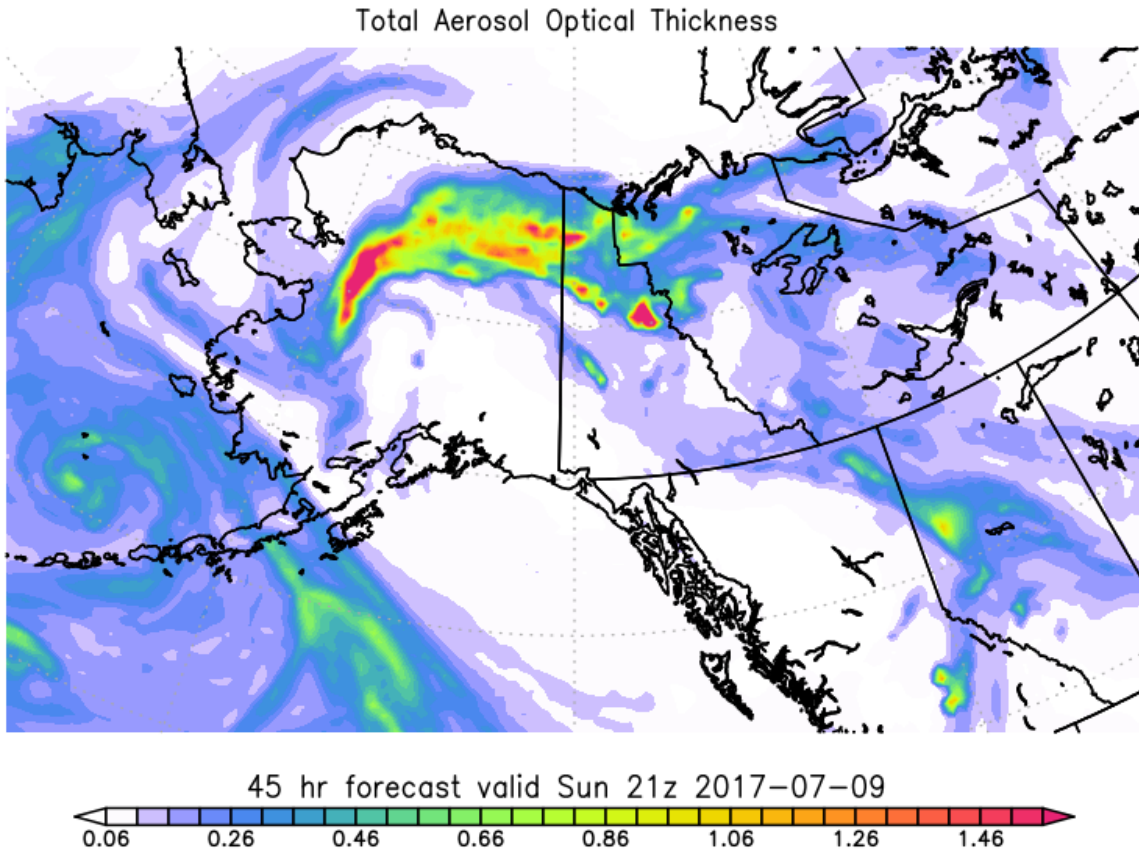 Total Aerosol Optical Thickness
45 hr forecast valid Sun 21z 2017-07-09
0.06 0.26 0.46 0.66 0.86 1.06 1.26 1.46